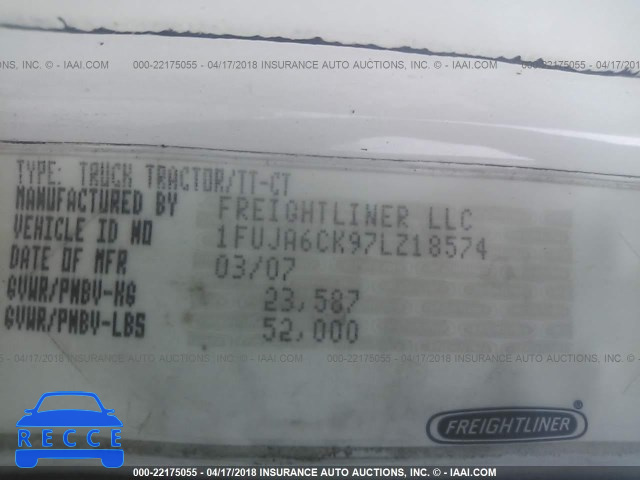 000-22175055 - 04/17/2018 INSURANCE AUTO AUCTIONS, INC. - IAAI.COM
TYPE: TRUCK TRACTOR/TT-CT
MANUFACTURED BY FREIGHTLINER LLC
VEHICLE ID NO 1FUJA6CK97LZ18574
DATE OF MFR 03/07
GVWR/PNBV-KG 23,587
GVWR/PNBV-LBS 52,000
FREIGHTLINER
RECCE
000-22175055 - 04/17/2018 INSURANCE AUTO AUCTIONS, INC. - IAAI.COM